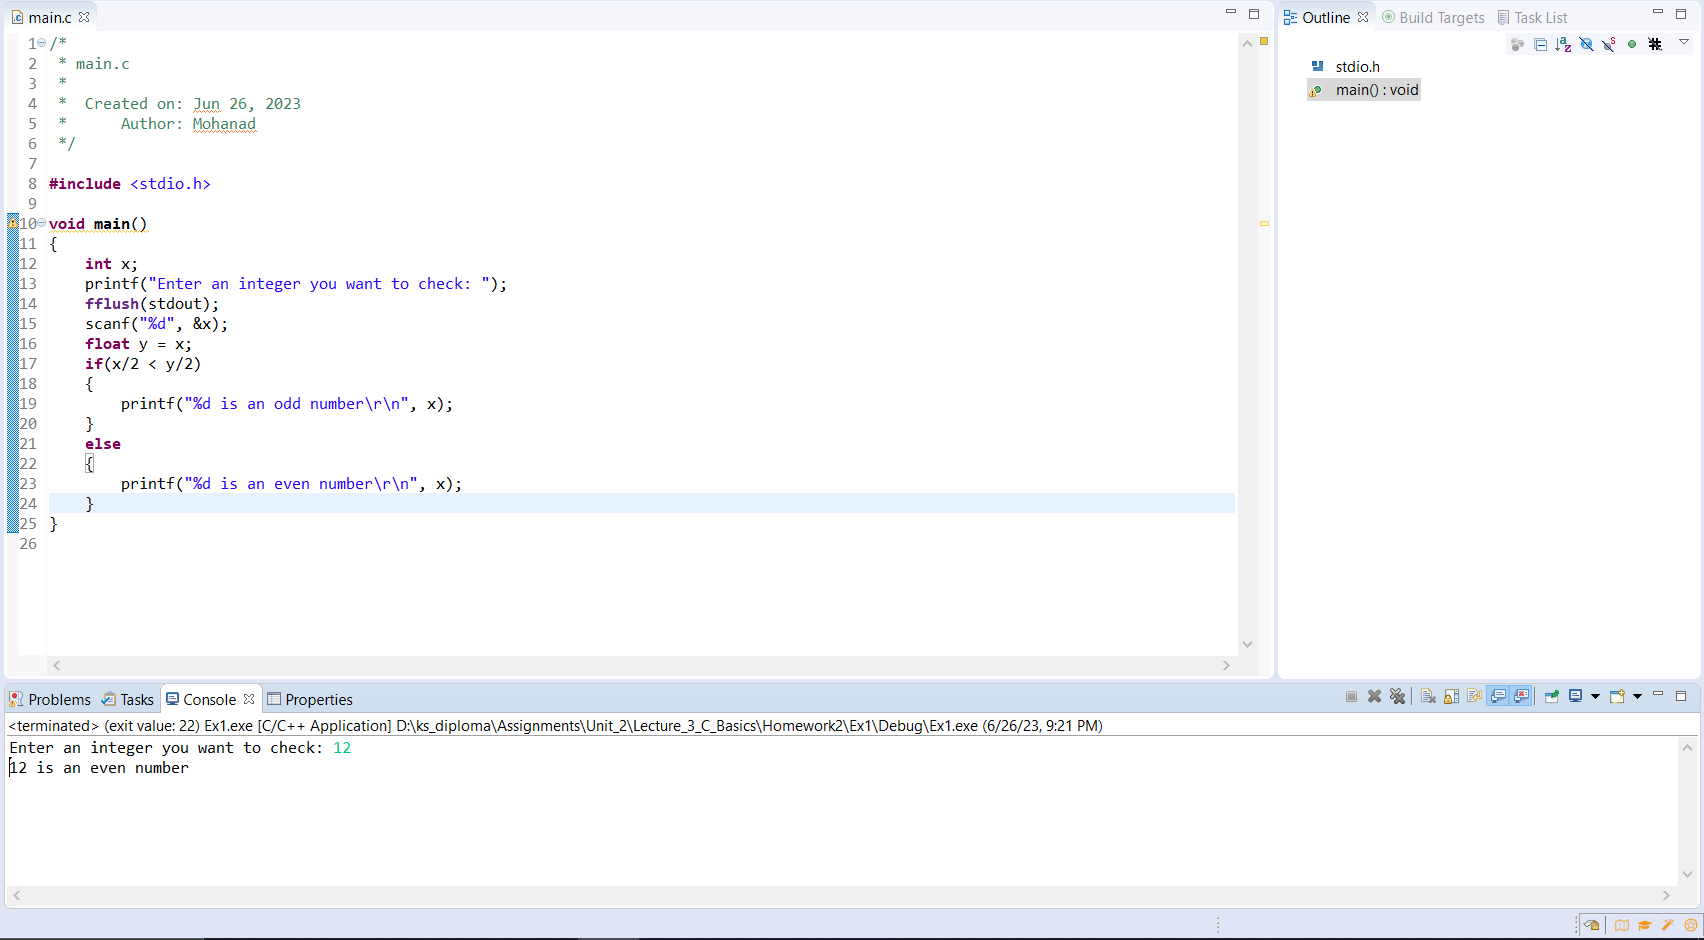 main.c
1 /*
2  * main.c
3  *
4  *  Created on: Jun 26, 2023
5  *      Author: Mohanad
6  */
7
8 #include <stdio.h>
9
10 void main()
11 {
12     int x;
13     printf("Enter an integer you want to check: ");
14     fflush(stdout);
15     scanf("%d", &x);
16     float y = x;
17     if(x/2 < y/2)
18     {
19         printf("%d is an odd number\r\n", x);
20     }
21     else
22     {
23         printf("%d is an even number\r\n", x);
24     }
25 }
26
Outline Build Targets Task List
stdio.h
main() : void
Problems Tasks Console Properties
<terminated> (exit value: 22) Ex1.exe [C/C++ Application] D:\ks_diploma\Assignments\Unit_2\Lecture_3_C_Basics\Homework2\Ex1\Debug\Ex1.exe (6/26/23, 9:21 PM)
Enter an integer you want to check: 12
12 is an even number